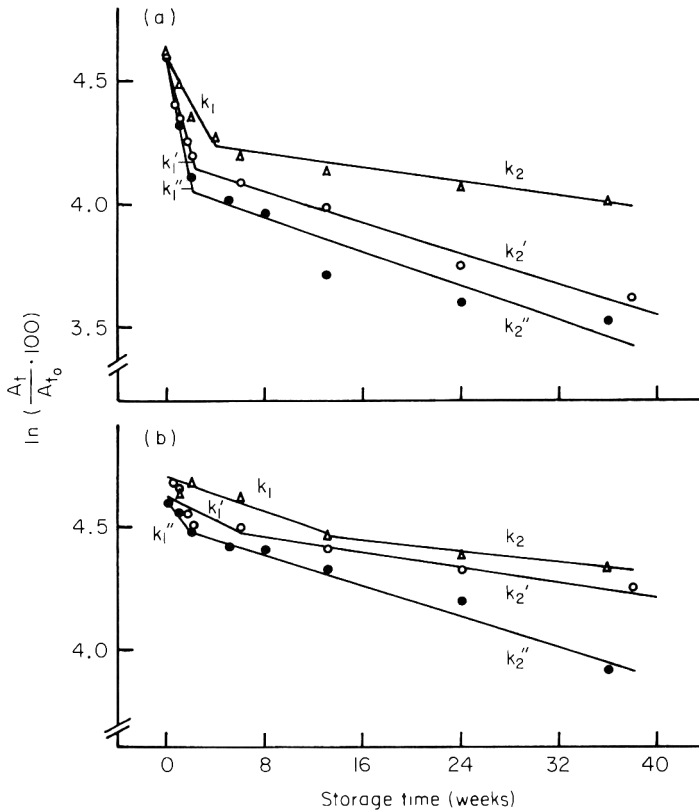 (a)
4.5
4.0
3.5
k₁
k₁'
k₁''
k₂
k₂'
k₂''
ln (At/At₀ · 100)
(b)
4.5
4.0
k₁
k₁'
k₁''
k₂
k₂'
k₂''
0 8 16 24 32 40
Storage time (weeks)